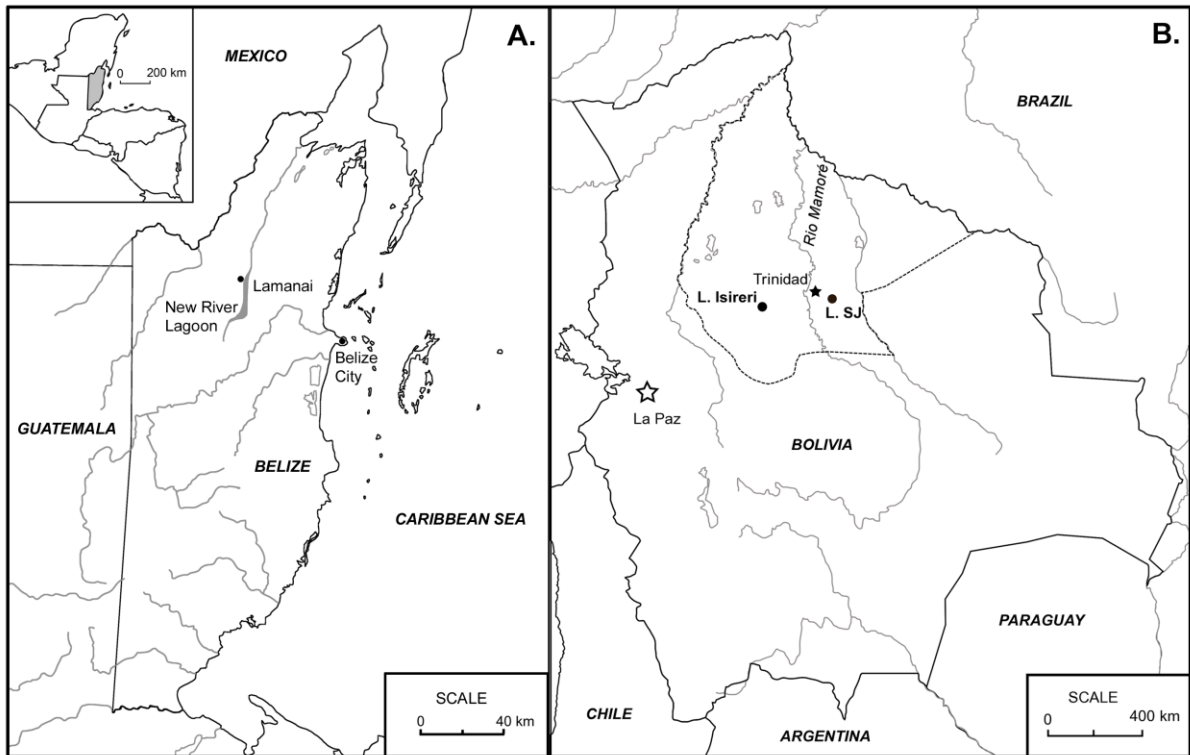 A.
MEXICO
0 200 km
Lamanai
New River
Lagoon
Belize
City
GUATEMALA
BELIZE
CARIBBEAN SEA
SCALE
0 40 km
B.
BRAZIL
Rio Mamoré
Trinidad
L. Isireri
L. SJ
La Paz
BOLIVIA
PARAGUAY
CHILE
ARGENTINA
SCALE
0 400 km